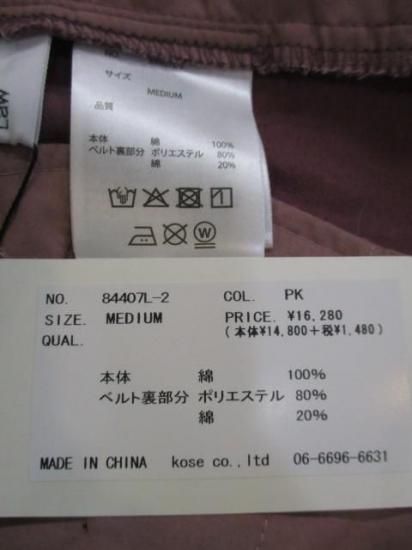 Law
NO.
サイズ
MEDIUM
品質
本体 綿 100%
ベルト裏部分 ポリエステル 80%
綿 20%
NO. 84407L-2 COL. PK
SIZE. MEDIUM PRICE. ¥16,280
(本体¥14,800+税¥1,480)
QUAL.
本体 綿 100%
ベルト裏部分 ポリエステル 80%
綿 20%
MADE IN CHINA kose co.,ltd 06-6696-6631